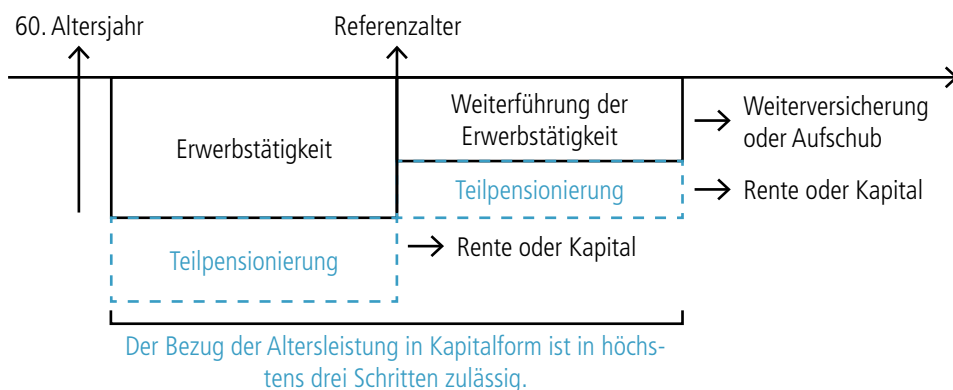 60. Altersjahr
Referenzalter
Erwerbstätigkeit
Weiterführung der
Erwerbstätigkeit
Weiterversicherung
oder Aufschub
Teilpensionierung
Rente oder Kapital
Teilpensionierung
Rente oder Kapital
Der Bezug der Altersleistung in Kapitalform ist in höchs-
tens drei Schritten zulässig.